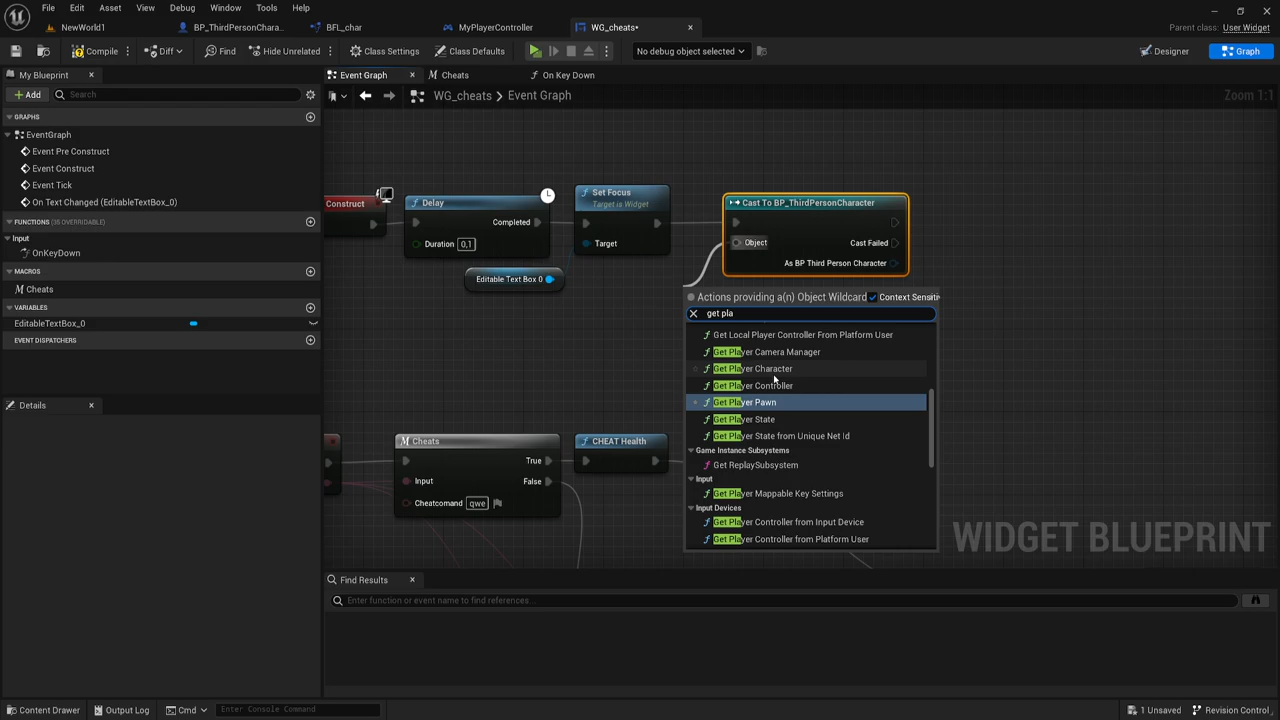 File Edit Asset View Debug Window Tools Help
NewWorld1 BP_ThirdPersonChara... BFL_char MyPlayerController WG_cheats•
Parent class: User Widget
Compile Diff Find Hide Unrelated Class Settings Class Defaults No debug object selected Designer Graph
My Blueprint Event Graph Cheats On Key Down
Add Search WG_cheats Event Graph Zoom 1:1
GRAPHS
EventGraph
Event Pre Construct
Event Construct
Event Tick
On Text Changed (EditableTextBox_0)
FUNCTIONS (35 OVERRIDABLE)
Input
OnKeyDown
MACROS
Cheats
VARIABLES
EditableTextBox_0
EVENT DISPATCHERS
Details
Construct
Delay
Completed
Duration 0,1
Set Focus
Target is Widget
Target
Editable Text Box 0
Cast To BP_ThirdPersonCharacter
Object Cast Failed
As BP Third Person Character
Actions providing a(n) Object Wildcard Context Sensiti
get pla
Get Local Player Controller From Platform User
Get Player Camera Manager
Get Player Character
Get Player Controller
Get Player Pawn
Get Player State
Get Player State from Unique Net Id
Game Instance Subsystems
Get ReplaySubsystem
Input
Get Player Mappable Key Settings
Input Devices
Get Player Controller from Input Device
Get Player Controller from Platform User
Cheats
True
Input False
Cheatcomand qwe
CHEAT Health
WIDGET BLUEPRINT
Find Results
Enter function or event name to find references...
Content Drawer Output Log Cmd Enter Console Command 1 Unsaved Revision Control